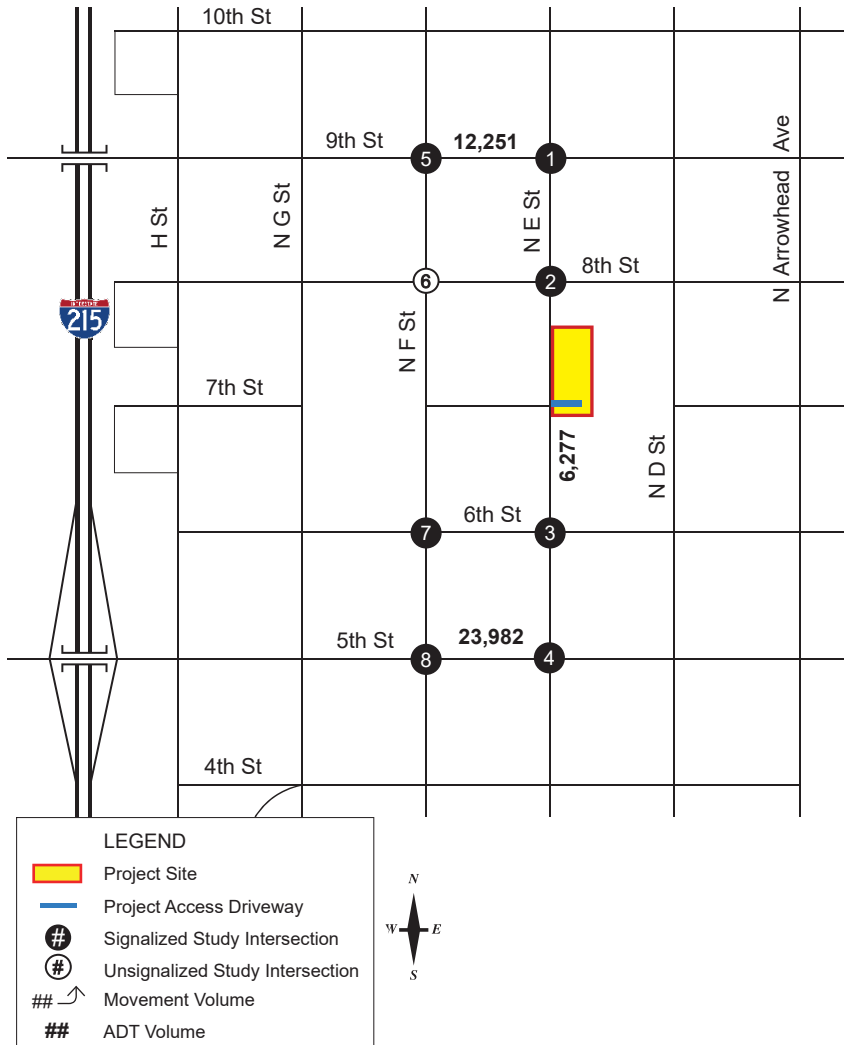 10th St
9th St
12,251
5
1
H St
N G St
N E St
N Arrowhead Ave
8th St
6
2
215
N F St
7th St
6,277
N D St
6th St
7
3
5th St
23,982
8
4
4th St
LEGEND
Project Site
Project Access Driveway
# Signalized Study Intersection
# Unsignalized Study Intersection
## Movement Volume
## ADT Volume
N
W E
S